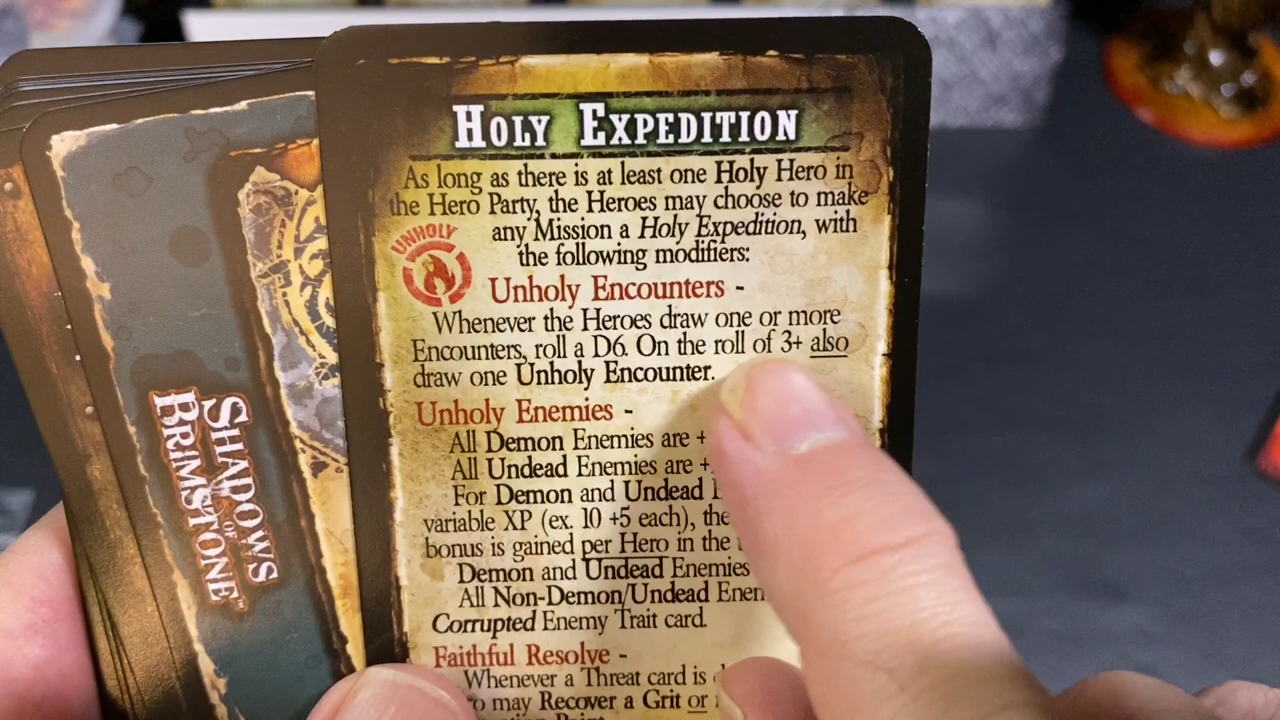 HOLY EXPEDITION
As long as there is at least one Holy Hero in
the Hero Party, the Heroes may choose to make
any Mission a Holy Expedition, with
the following modifiers:
UNHOLY
Unholy Encounters -
Whenever the Heroes draw one or more
Encounters, roll a D6. On the roll of 3+ also
draw one Unholy Encounter.
Unholy Enemies -
All Demon Enemies are +
All Undead Enemies are +
For Demon and Undead
variable XP (ex. 10 +5 each), the
bonus is gained per Hero in the
Demon and Undead Enemies
All Non-Demon/Undead
Corrupted Enemy Trait card.
Faithful Resolve -
Whenever a Threat card is
may Recover a Grit or
SHADOWS
OF
BRIMSTONE